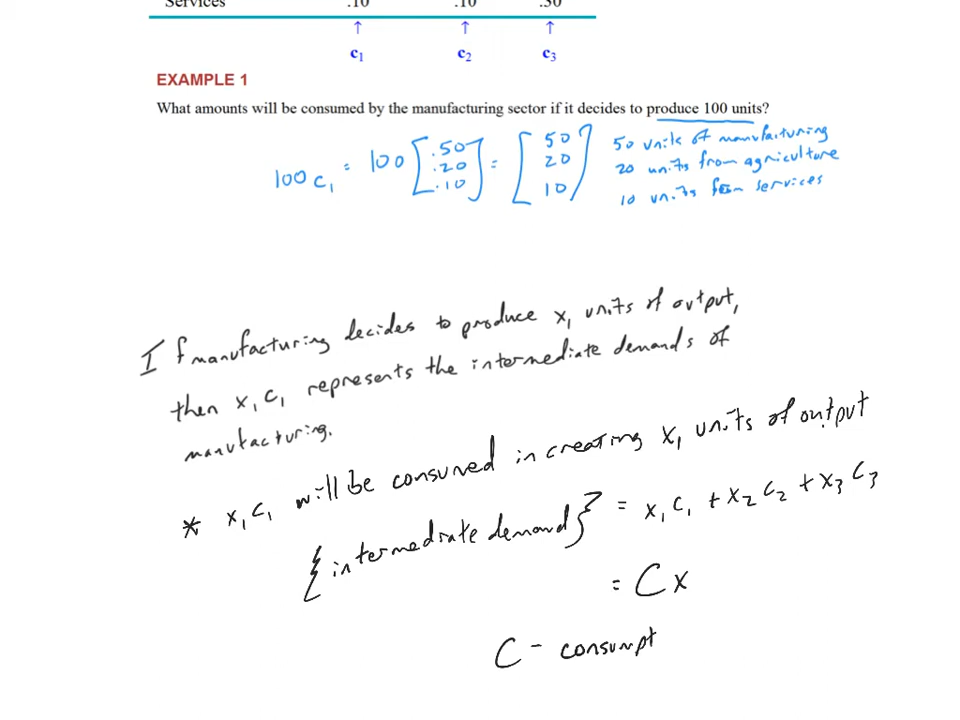 Services .10 .10 .30
↑ ↑ ↑
c₁ c₂ c₃
EXAMPLE 1
What amounts will be consumed by the manufacturing sector if it decides to produce 100 units?
100 c₁ = 100 [.50 .20 .10] = [50 20 10]
50 units of manufacturing
20 units from agriculture
10 units from services
If manufacturing decides to produce x₁ units of output,
then x₁c₁ represents the intermediate demands of
manufacturing.
* x₁c₁ will be consumed in creating x₁ units of output
{intermediate demand} = x₁c₁ + x₂c₂ + x₃c₃
= Cx
C - consumpt